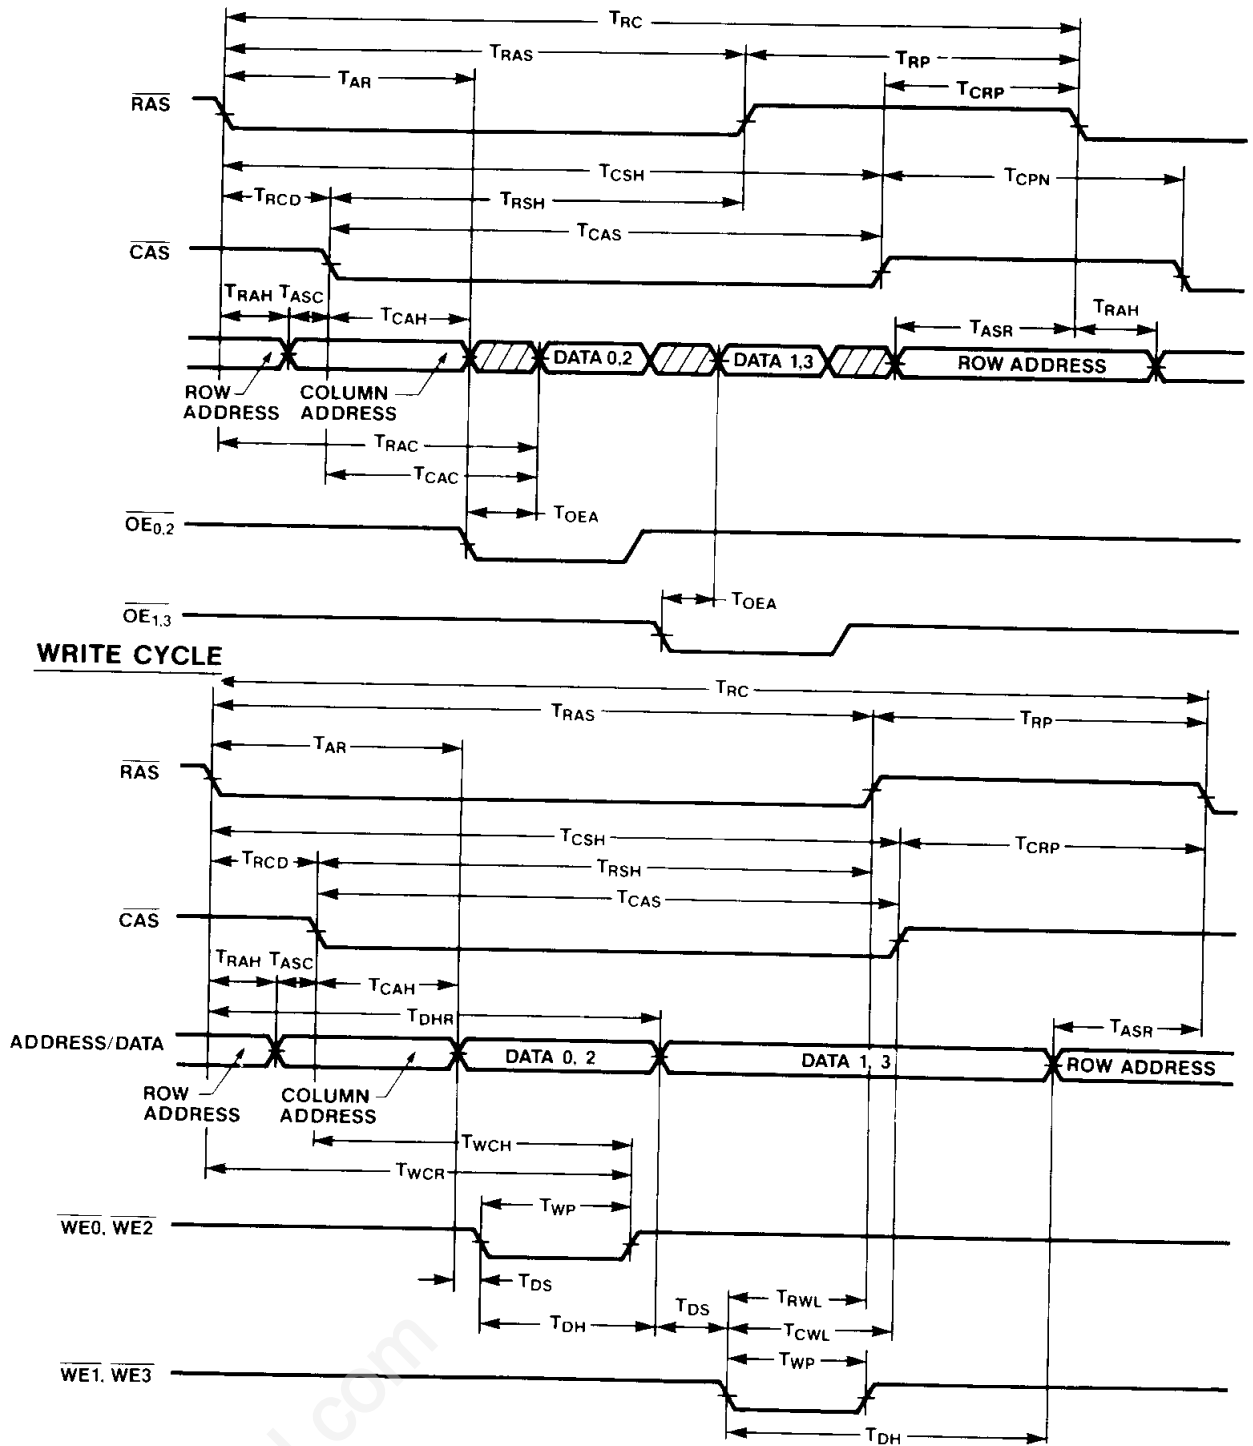 TRC
TRAS
TRP
TAR
TCRP
RAS
TCSH
TCPN
TRCD
TRSH
TCAS
CAS
TRAH TASC
TCAH
TASR
TRAH
DATA 0,2
DATA 1,3
ROW ADDRESS
ROW
ADDRESS
COLUMN
ADDRESS
TRAC
TCAC
TOEA
OE0,2
TOEA
OE1,3
WRITE CYCLE
TRC
TRAS
TRP
TAR
RAS
TCSH
TCRP
TRCD
TRSH
TCAS
CAS
TRAH TASC
TCAH
TDHR
TASR
ADDRESS/DATA
DATA 0, 2
DATA 1, 3
ROW ADDRESS
ROW
ADDRESS
COLUMN
ADDRESS
TWCH
TWCR
TWP
WE0, WE2
TDS
TRWL
TDS
TDH
TCWL
TWP
WE1, WE3
TDH